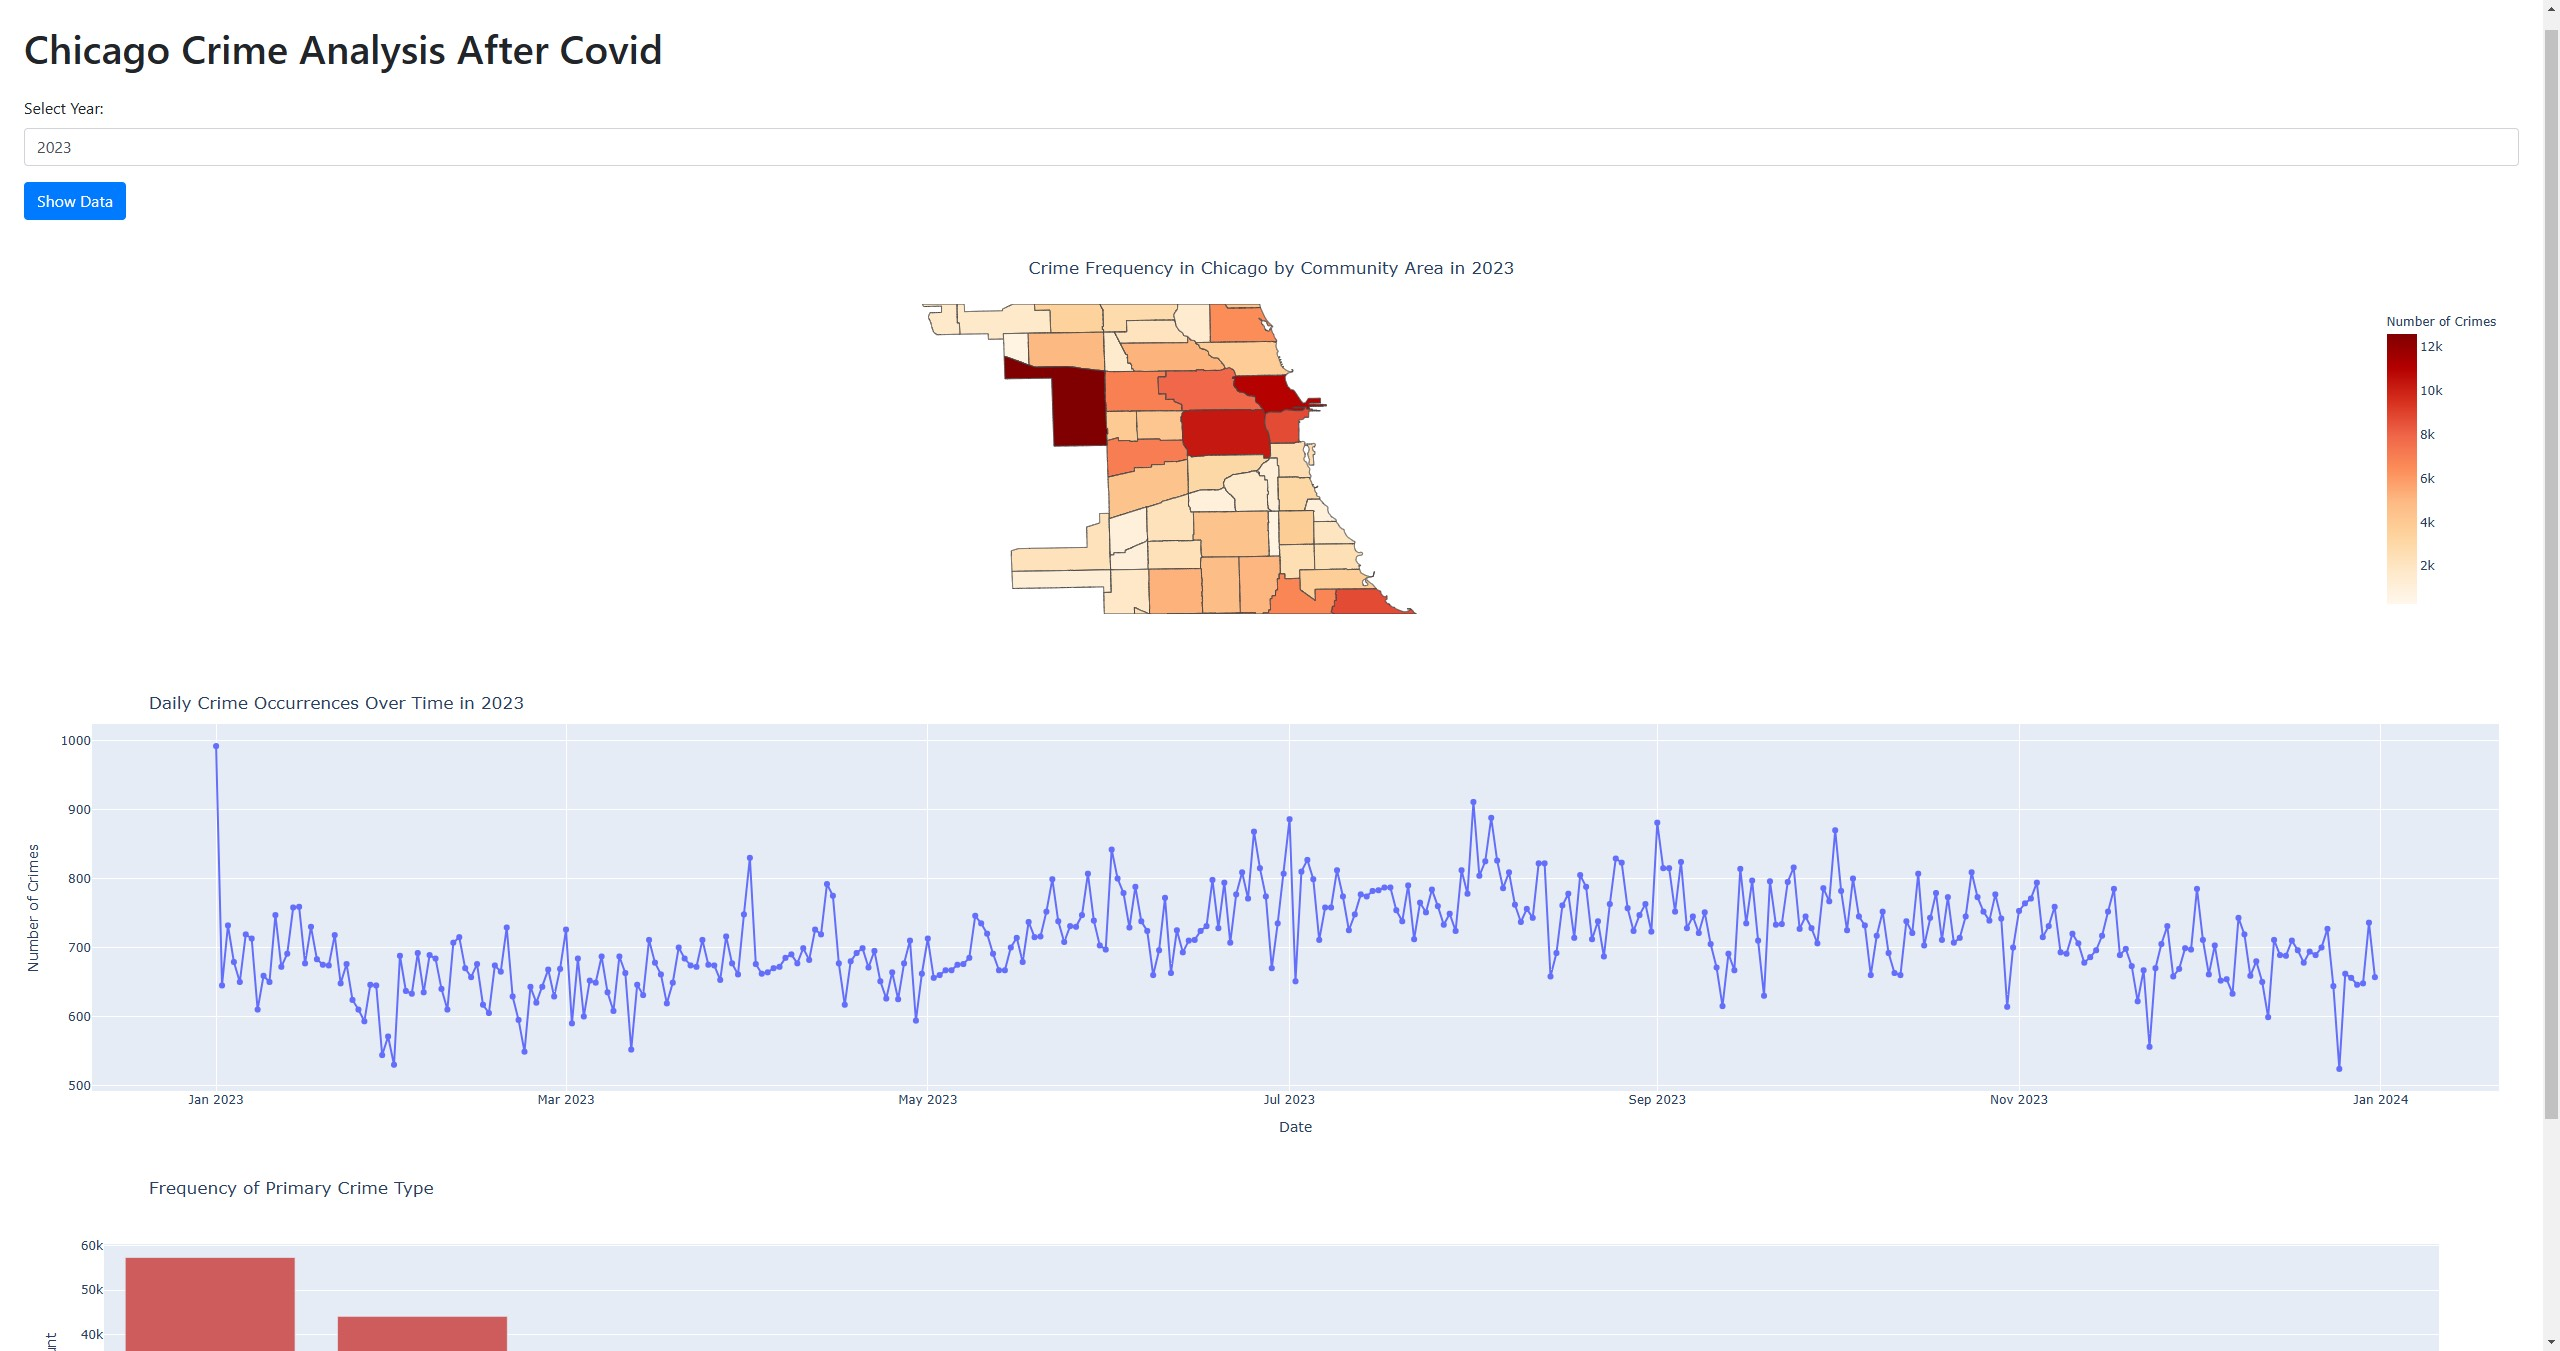 Chicago Crime Analysis After Covid
Select Year:
2023
Show Data
Crime Frequency in Chicago by Community Area in 2023
Number of Crimes
12k
10k
8k
6k
4k
2k
Daily Crime Occurrences Over Time in 2023
Number of Crimes
1000
900
800
700
600
500
Jan 2023 Mar 2023 May 2023 Jul 2023 Sep 2023 Nov 2023 Jan 2024
Date
Frequency of Primary Crime Type
60k
50k
40k